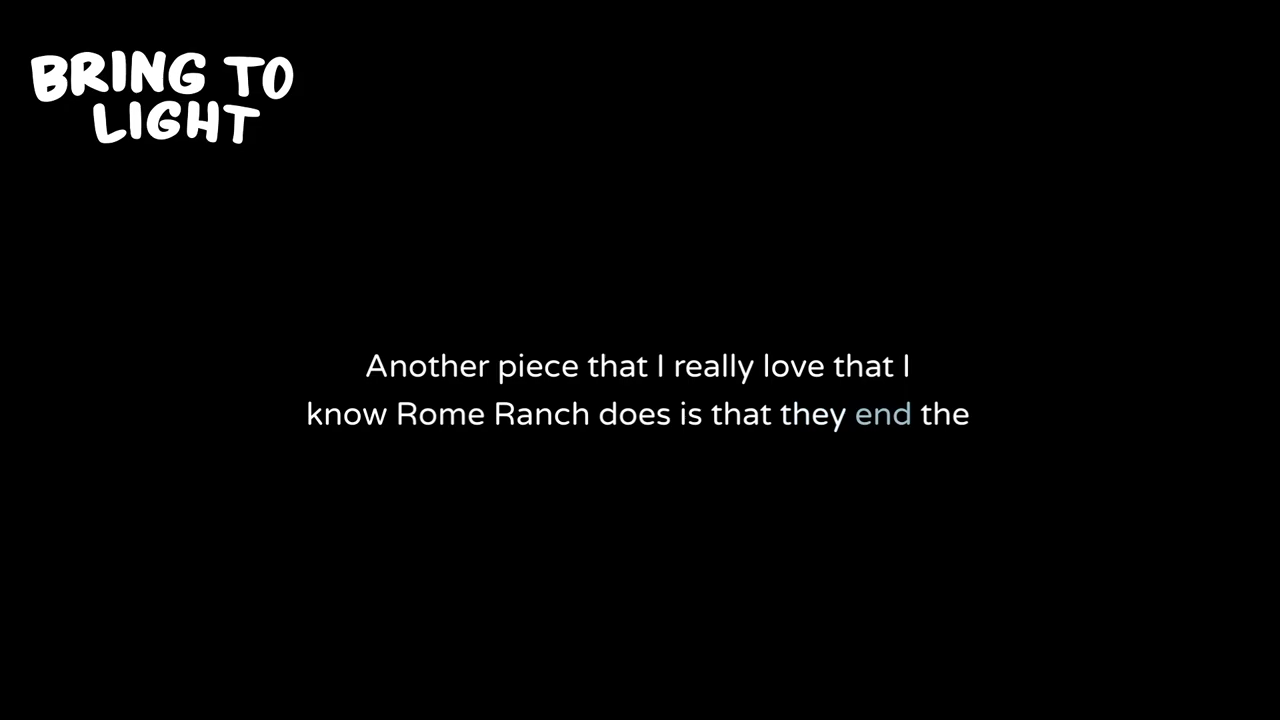 BRING TO
LIGHT
Another piece that I really love that I
know Rome Ranch does is that they end the